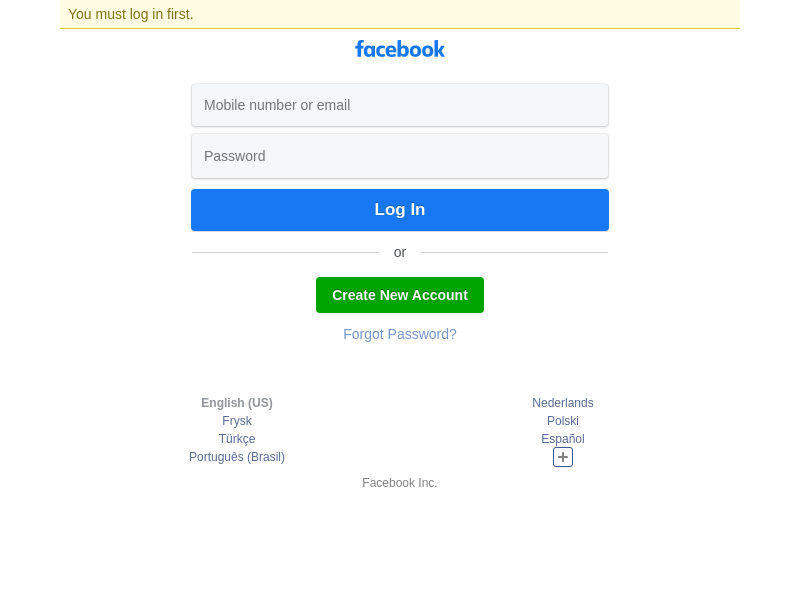 You must log in first.
facebook
Mobile number or email
Password
Log In
or
Create New Account
Forgot Password?
English (US)
Frysk
Türkçe
Português (Brasil)
Nederlands
Polski
Español
Facebook Inc.